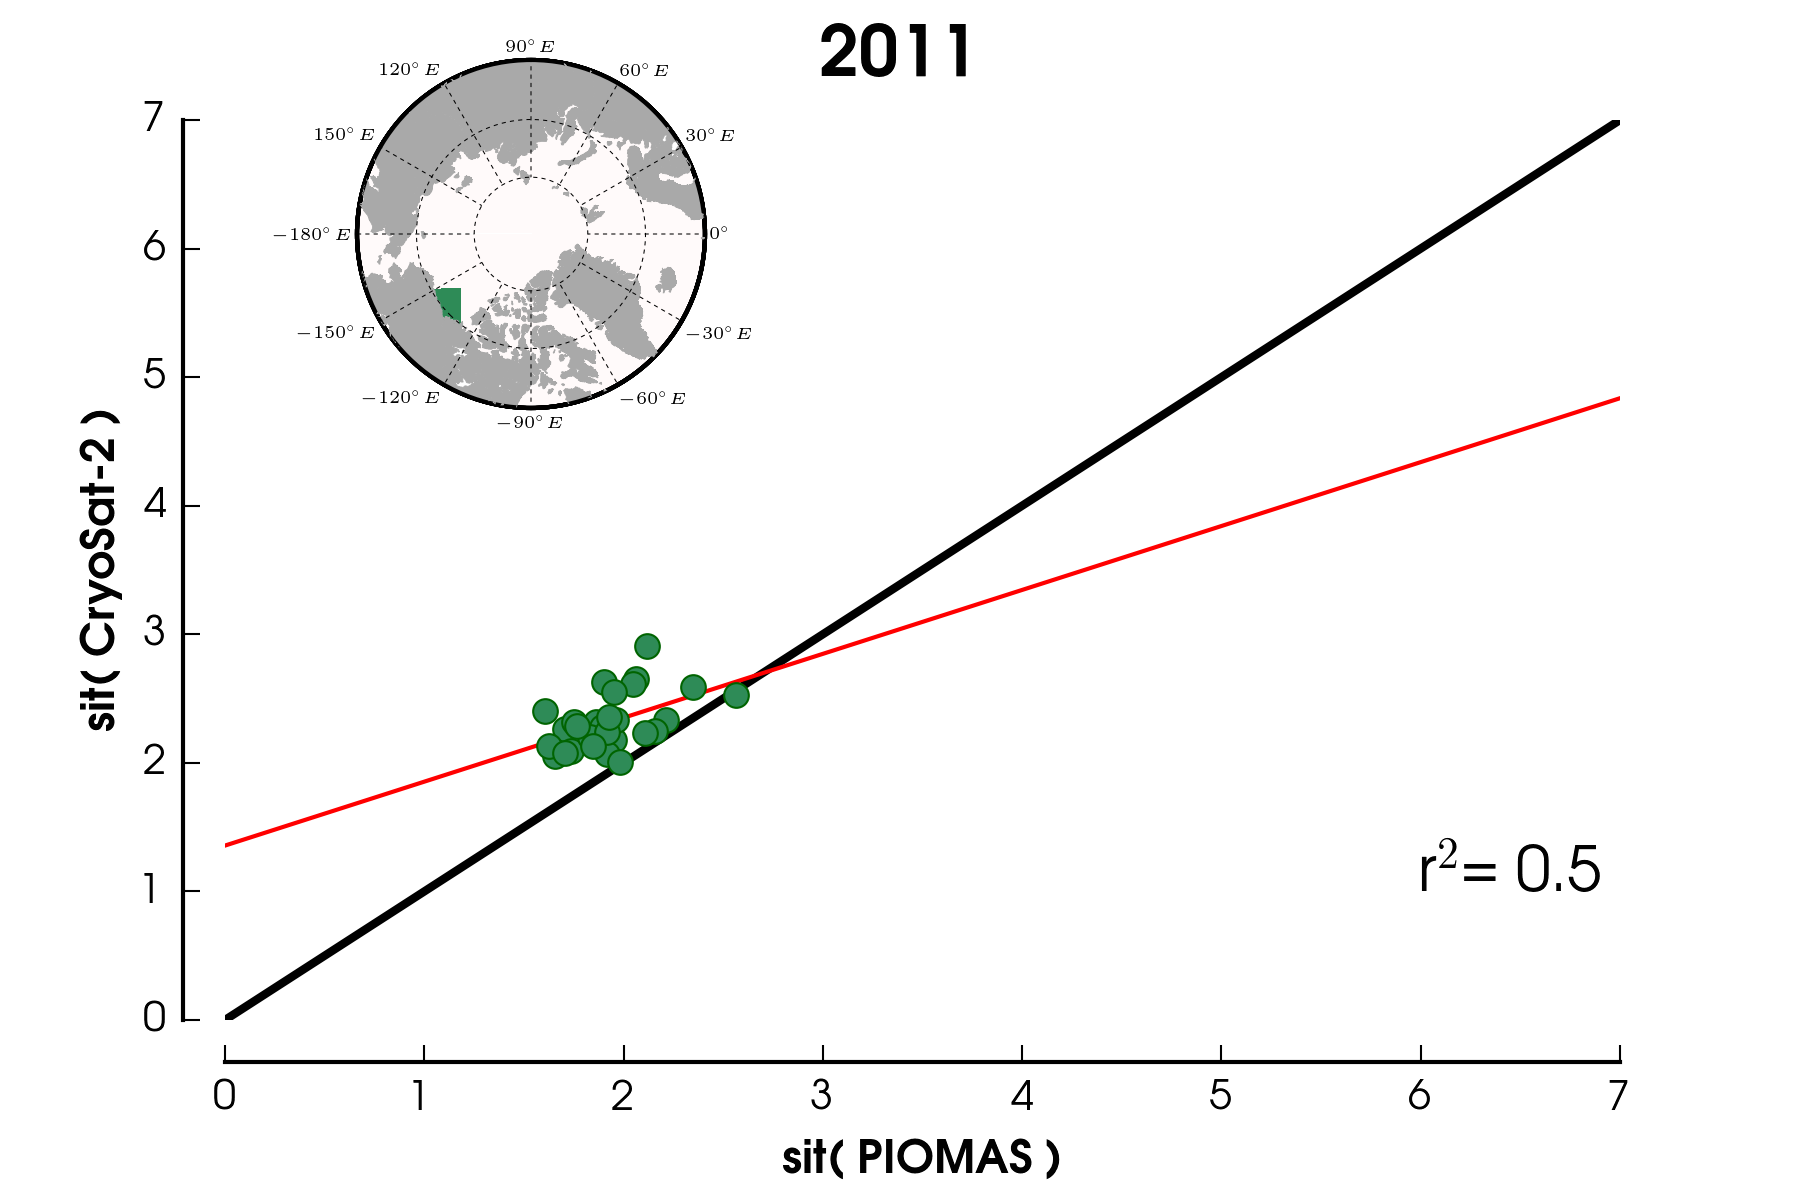 2011
90° E
120° E
60° E
150° E
30° E
−180° E
0°
−150° E
−30° E
−120° E
−60° E
−90° E
7
6
5
4
3
2
1
0
sit( CryoSat-2 )
r²= 0.5
0 1 2 3 4 5 6 7
sit( PIOMAS )